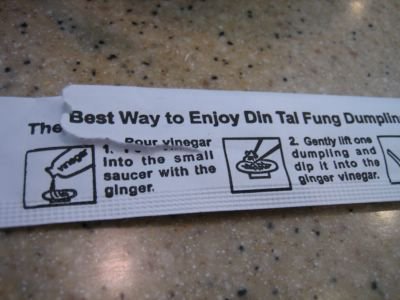 The Best Way to Enjoy Din Tai Fung Dumplin
1. Pour vinegar
into the small
saucer with the
ginger.
vinegar
2. Gently lift one
dumpling and
dip it into the
ginger vinegar.